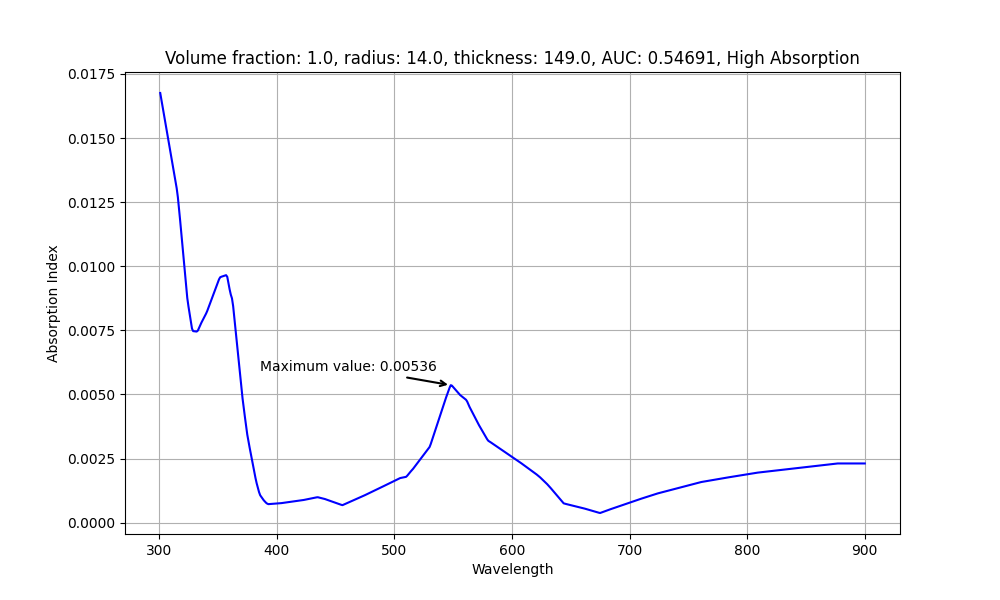 Volume fraction: 1.0, radius: 14.0, thickness: 149.0, AUC: 0.54691, High Absorption
0.0175
0.0150
0.0125
0.0100
0.0075
0.0050
0.0025
0.0000
Absorption Index
Maximum value: 0.00536
300 400 500 600 700 800 900
Wavelength